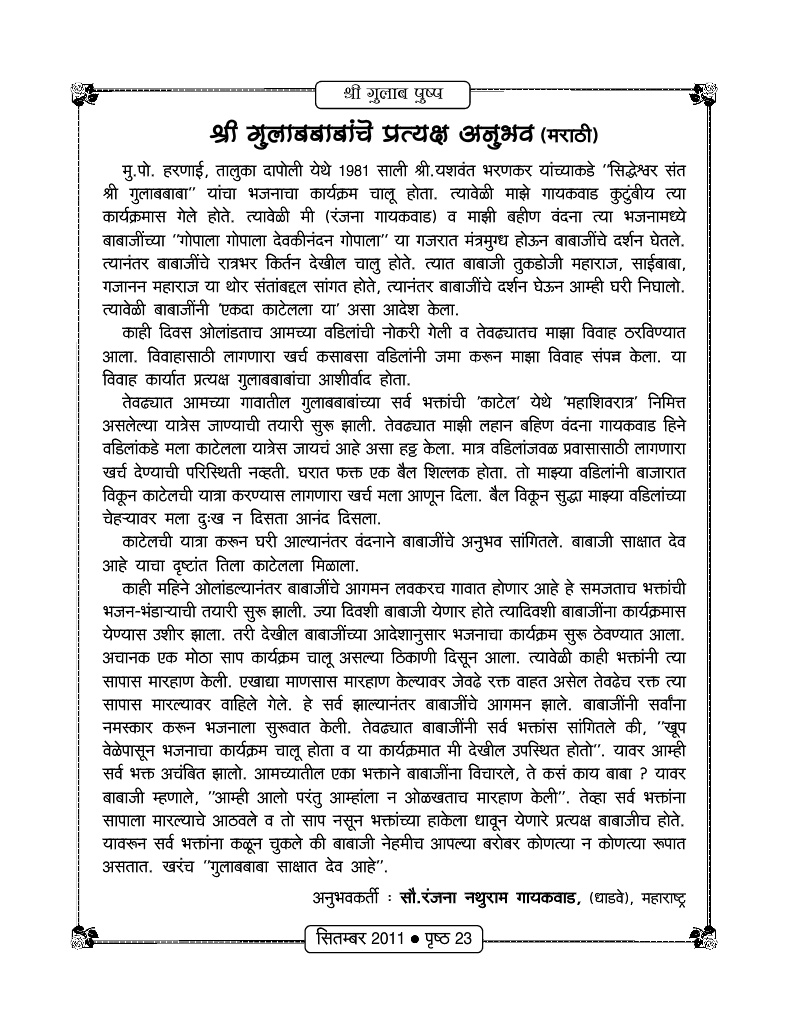 श्री गुलाब पुष्प
श्री गुलाबबाबांचे प्रत्यक्ष अनुभव (मराठी)
मु.पो. हरणाई, तालुका दापोली येथे 1981 साली श्री.यशवंत भरणकर यांच्याकडे "सिद्धेश्वर संत
श्री गुलाबबाबा" यांचा भजनाचा कार्यक्रम चालू होता. त्यावेळी माझे गायकवाड कुटुंबीय त्या
कार्यक्रमास गेले होते. त्यावेळी मी (रंजना गायकवाड) व माझी बहीण वंदना त्या भजनामध्ये
बाबाजींच्या "गोपाला गोपाला देवकीनंदन गोपाला" या गजरात मंत्रमुग्ध होऊन बाबाजींचे दर्शन घेतले.
त्यानंतर बाबाजींचे रात्रभर किर्तन देखील चालु होते. त्यात बाबाजी तुकडोजी महाराज, साईबाबा,
गजानन महाराज या थोर संतांबद्दल सांगत होते, त्यानंतर बाबाजींचे दर्शन घेऊन आम्ही घरी निघालो.
त्यावेळी बाबाजींनी 'एकदा काटेलला या' असा आदेश केला.
काही दिवस ओलांडताच आमच्या वडिलांची नोकरी गेली व तेवढ्यातच माझा विवाह ठरविण्यात
आला. विवाहासाठी लागणारा खर्च कसाबसा वडिलांनी जमा करून माझा विवाह संपन्न केला. या
विवाह कार्यात प्रत्यक्ष गुलाबबाबांचा आशीर्वाद होता.
तेवढ्यात आमच्या गावातील गुलाबबाबांच्या सर्व भक्तांची 'काटेल' येथे 'महाशिवरात्र' निमित्त
असलेल्या यात्रेस जाण्याची तयारी सुरू झाली. तेवढ्यात माझी लहान बहिण वंदना गायकवाड हिने
वडिलांकडे मला काटेलला यात्रेस जायचं आहे असा हट्ट केला. मात्र वडिलांजवळ प्रवासासाठी लागणारा
खर्च देण्याची परिस्थिती नव्हती. घरात फक्त एक बैल शिल्लक होता. तो माझ्या वडिलांनी बाजारात
विकून काटेलची यात्रा करण्यास लागणारा खर्च मला आणून दिला. बैल विकून सुद्धा माझ्या वडिलांच्या
चेहऱ्यावर मला दुःख न दिसता आनंद दिसला.
काटेलची यात्रा करून घरी आल्यानंतर वंदनाने बाबाजींचे अनुभव सांगितले. बाबाजी साक्षात देव
आहे याचा दृष्टांत तिला काटेलला मिळाला.
काही महिने ओलांडल्यानंतर बाबाजींचे आगमन लवकरच गावात होणार आहे हे समजताच भक्तांची
भजन-भंडाऱ्याची तयारी सुरू झाली. ज्या दिवशी बाबाजी येणार होते त्यादिवशी बाबाजींना कार्यक्रमास
येण्यास उशीर झाला. तरी देखील बाबाजींच्या आदेशानुसार भजनाचा कार्यक्रम सुरू ठेवण्यात आला.
अचानक एक मोठा साप कार्यक्रम चालू असल्या ठिकाणी दिसून आला. त्यावेळी काही भक्तांनी त्या
सापास मारहाण केली. एखाद्या माणसास मारहाण केल्यावर जेवढे रक्त वाहत असेल तेवढेच रक्त त्या
सापास मारल्यावर वाहिले गेले. हे सर्व झाल्यानंतर बाबाजींचे आगमन झाले. बाबाजींनी सर्वांना
नमस्कार करून भजनाला सुरूवात केली. तेवढ्यात बाबाजींनी सर्व भक्तांस सांगितले की, "खूप
वेळेपासून भजनाचा कार्यक्रम चालू होता व या कार्यक्रमात मी देखील उपस्थित होतो". यावर आम्ही
सर्व भक्त अचंबित झालो. आमच्यातील एका भक्ताने बाबाजींना विचारले, ते कसं काय बाबा ? यावर
बाबाजी म्हणाले, "आम्ही आलो परंतु आम्हांला न ओळखताच मारहाण केली". तेव्हा सर्व भक्तांना
सापाला मारल्याचे आठवले व तो साप नसून भक्तांच्या हाकेला धावून येणारे प्रत्यक्ष बाबाजीच होते.
यावरून सर्व भक्तांना कळून चुकले की बाबाजी नेहमीच आपल्या बरोबर कोणत्या न कोणत्या रूपात
असतात. खरंच "गुलाबबाबा साक्षात देव आहे".
अनुभवकर्ती : सौ.रंजना नथुराम गायकवाड, (धाडवे), महाराष्ट्र
सितम्बर 2011 ● पृष्ठ 23